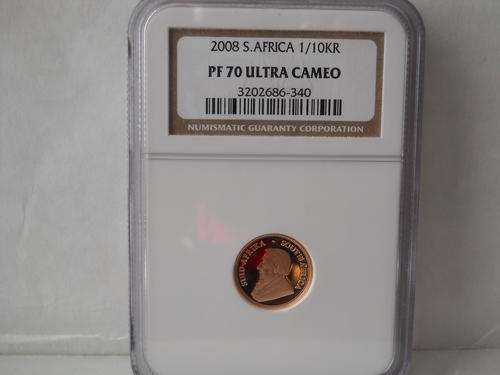 2008 S.AFRICA 1/10KR
PF 70 ULTRA CAMEO
3202686-340
NUMISMATIC GUARANTY CORPORATION
SUID-AFRIKA • SOUTH AFRICA